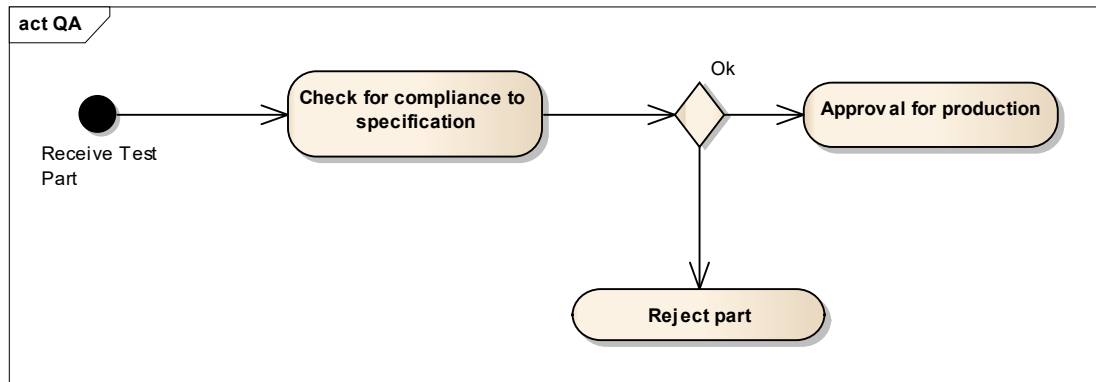 act QA
Receive Test
Part
Check for compliance to
specification
Ok
Approval for production
Reject part